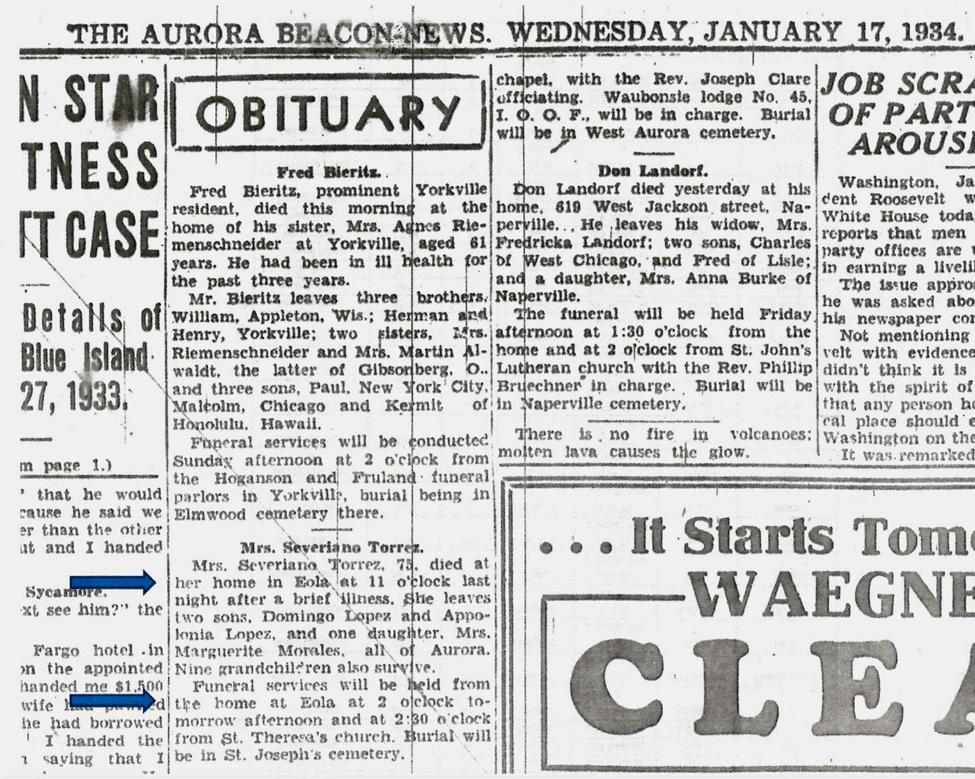 THE AURORA BEACON-NEWS. WEDNESDAY, JANUARY 17, 1934.
N STAR
TNESS
T CASE
Details of
Blue Island
27, 1933.
m page 1.)
" that he would
cause he said we
er than the other
at and I handed
Sycamore.
xt see him?" the
Fargo hotel in
on the appointed
handed me $1,500
wife had
he had borrowed
I handed the
saying that I
OBITUARY
Fred Bieritz.
Fred Bieritz, prominent Yorkville
resident, died this morning at the
home of his sister, Mrs. Agnes Rie-
menschneider at Yorkville, aged 61
years. He had been in ill health for
the past three years.
Mr. Bieritz leaves three brothers,
William, Appleton, Wis.; Herman and
Henry, Yorkville; two sisters, Mrs.
Riemenschneider and Mrs. Martin Al-
waldt, the latter of Gibsonberg, O.,
and three sons, Paul, New York City,
Malcolm, Chicago and Kermit of
Honolulu, Hawaii.
Funeral services will be conducted
Sunday afternoon at 2 o'clock from
the Hoganson and Fruland funeral
parlors in Yorkville, burial being in
Elmwood cemetery there.
Mrs. Severiano Torrez.
Mrs. Severiano Torrez, 75, died at
her home in Eola at 11 o'clock last
night after a brief illness. She leaves
two sons, Domingo Lopez and Appo-
lonia Lopez, and one daughter, Mrs.
Marguerite Morales, all of Aurora.
Nine grandchildren also survive.
Funeral services will be held from
the home at Eola at 2 o'clock to-
morrow afternoon and at 2:30 o'clock
from St. Theresa's church. Burial will
be in St. Joseph's cemetery.
chapel, with the Rev. Joseph Clare
officiating. Waubonsie lodge No. 45,
I. O. O. F., will be in charge. Burial
will be in West Aurora cemetery.
Don Landorf.
Don Landorf died yesterday at his
home, 619 West Jackson street, Na-
perville. He leaves his widow, Mrs.
Fredricka Landorf; two sons, Charles
of West Chicago, and Fred of Lisle;
and a daughter, Mrs. Anna Burke of
Naperville.
The funeral will be held Friday
afternoon at 1:30 o'clock from the
home and at 2 o'clock from St. John's
Lutheran church with the Rev. Phillip
Bruechner in charge. Burial will be
in Naperville cemetery.
There is no fire in volcanoes;
molten lava causes the glow.
JOB SCRA
OF PART
AROUS
Washington, Ja
dent Roosevelt w
White House toda
reports that men
party offices are
in earning a liveli
The issue appro
he was asked abo
his newspaper con
Not mentioning
velt with evidence
didn't think it is
with the spirit of
that any person h
cal place should e
Washington on the
It was remarked
... It Starts Tom
WAEGNE
CLEA